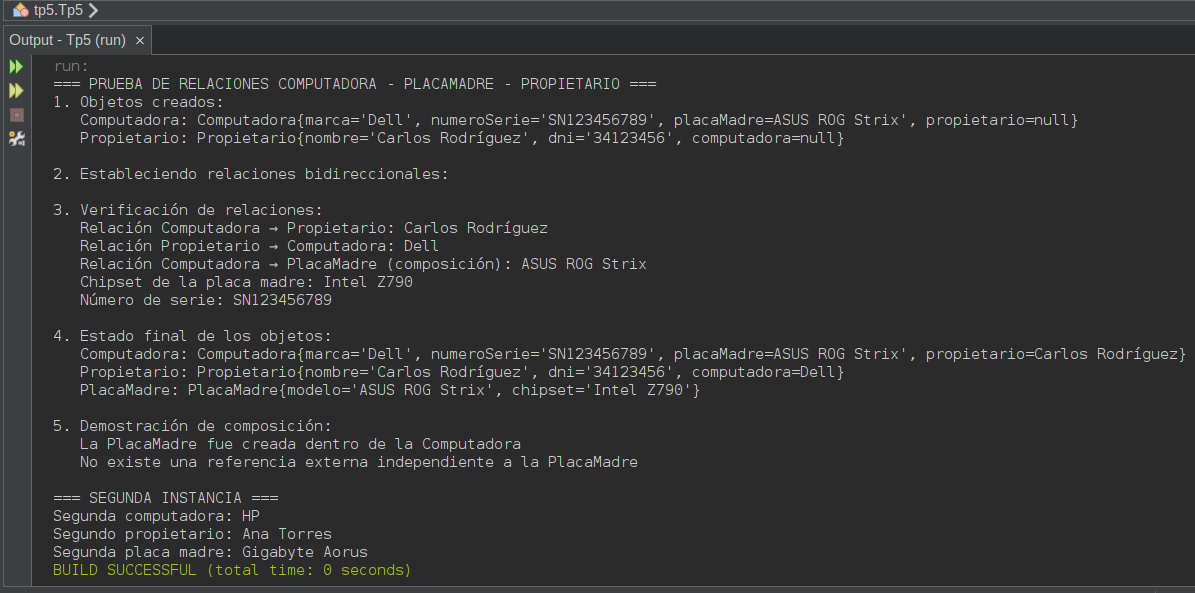 tp5.Tp5
Output - Tp5 (run) ×
run:
=== PRUEBA DE RELACIONES COMPUTADORA - PLACAMADRE - PROPIETARIO ===
1. Objetos creados:
Computadora: Computadora{marca='Dell', numeroSerie='SN123456789', placaMadre=ASUS ROG Strix', propietario=null}
Propietario: Propietario{nombre='Carlos Rodríguez', dni='34123456', computadora=null}
2. Estableciendo relaciones bidireccionales:
3. Verificación de relaciones:
Relación Computadora → Propietario: Carlos Rodríguez
Relación Propietario → Computadora: Dell
Relación Computadora → PlacaMadre (composición): ASUS ROG Strix
Chipset de la placa madre: Intel Z790
Número de serie: SN123456789
4. Estado final de los objetos:
Computadora: Computadora{marca='Dell', numeroSerie='SN123456789', placaMadre=ASUS ROG Strix', propietario=Carlos Rodríguez}
Propietario: Propietario{nombre='Carlos Rodríguez', dni='34123456', computadora=Dell}
PlacaMadre: PlacaMadre{modelo='ASUS ROG Strix', chipset='Intel Z790'}
5. Demostración de composición:
La PlacaMadre fue creada dentro de la Computadora
No existe una referencia externa independiente a la PlacaMadre
=== SEGUNDA INSTANCIA ===
Segunda computadora: HP
Segundo propietario: Ana Torres
Segunda placa madre: Gigabyte Aorus
BUILD SUCCESSFUL (total time: 0 seconds)